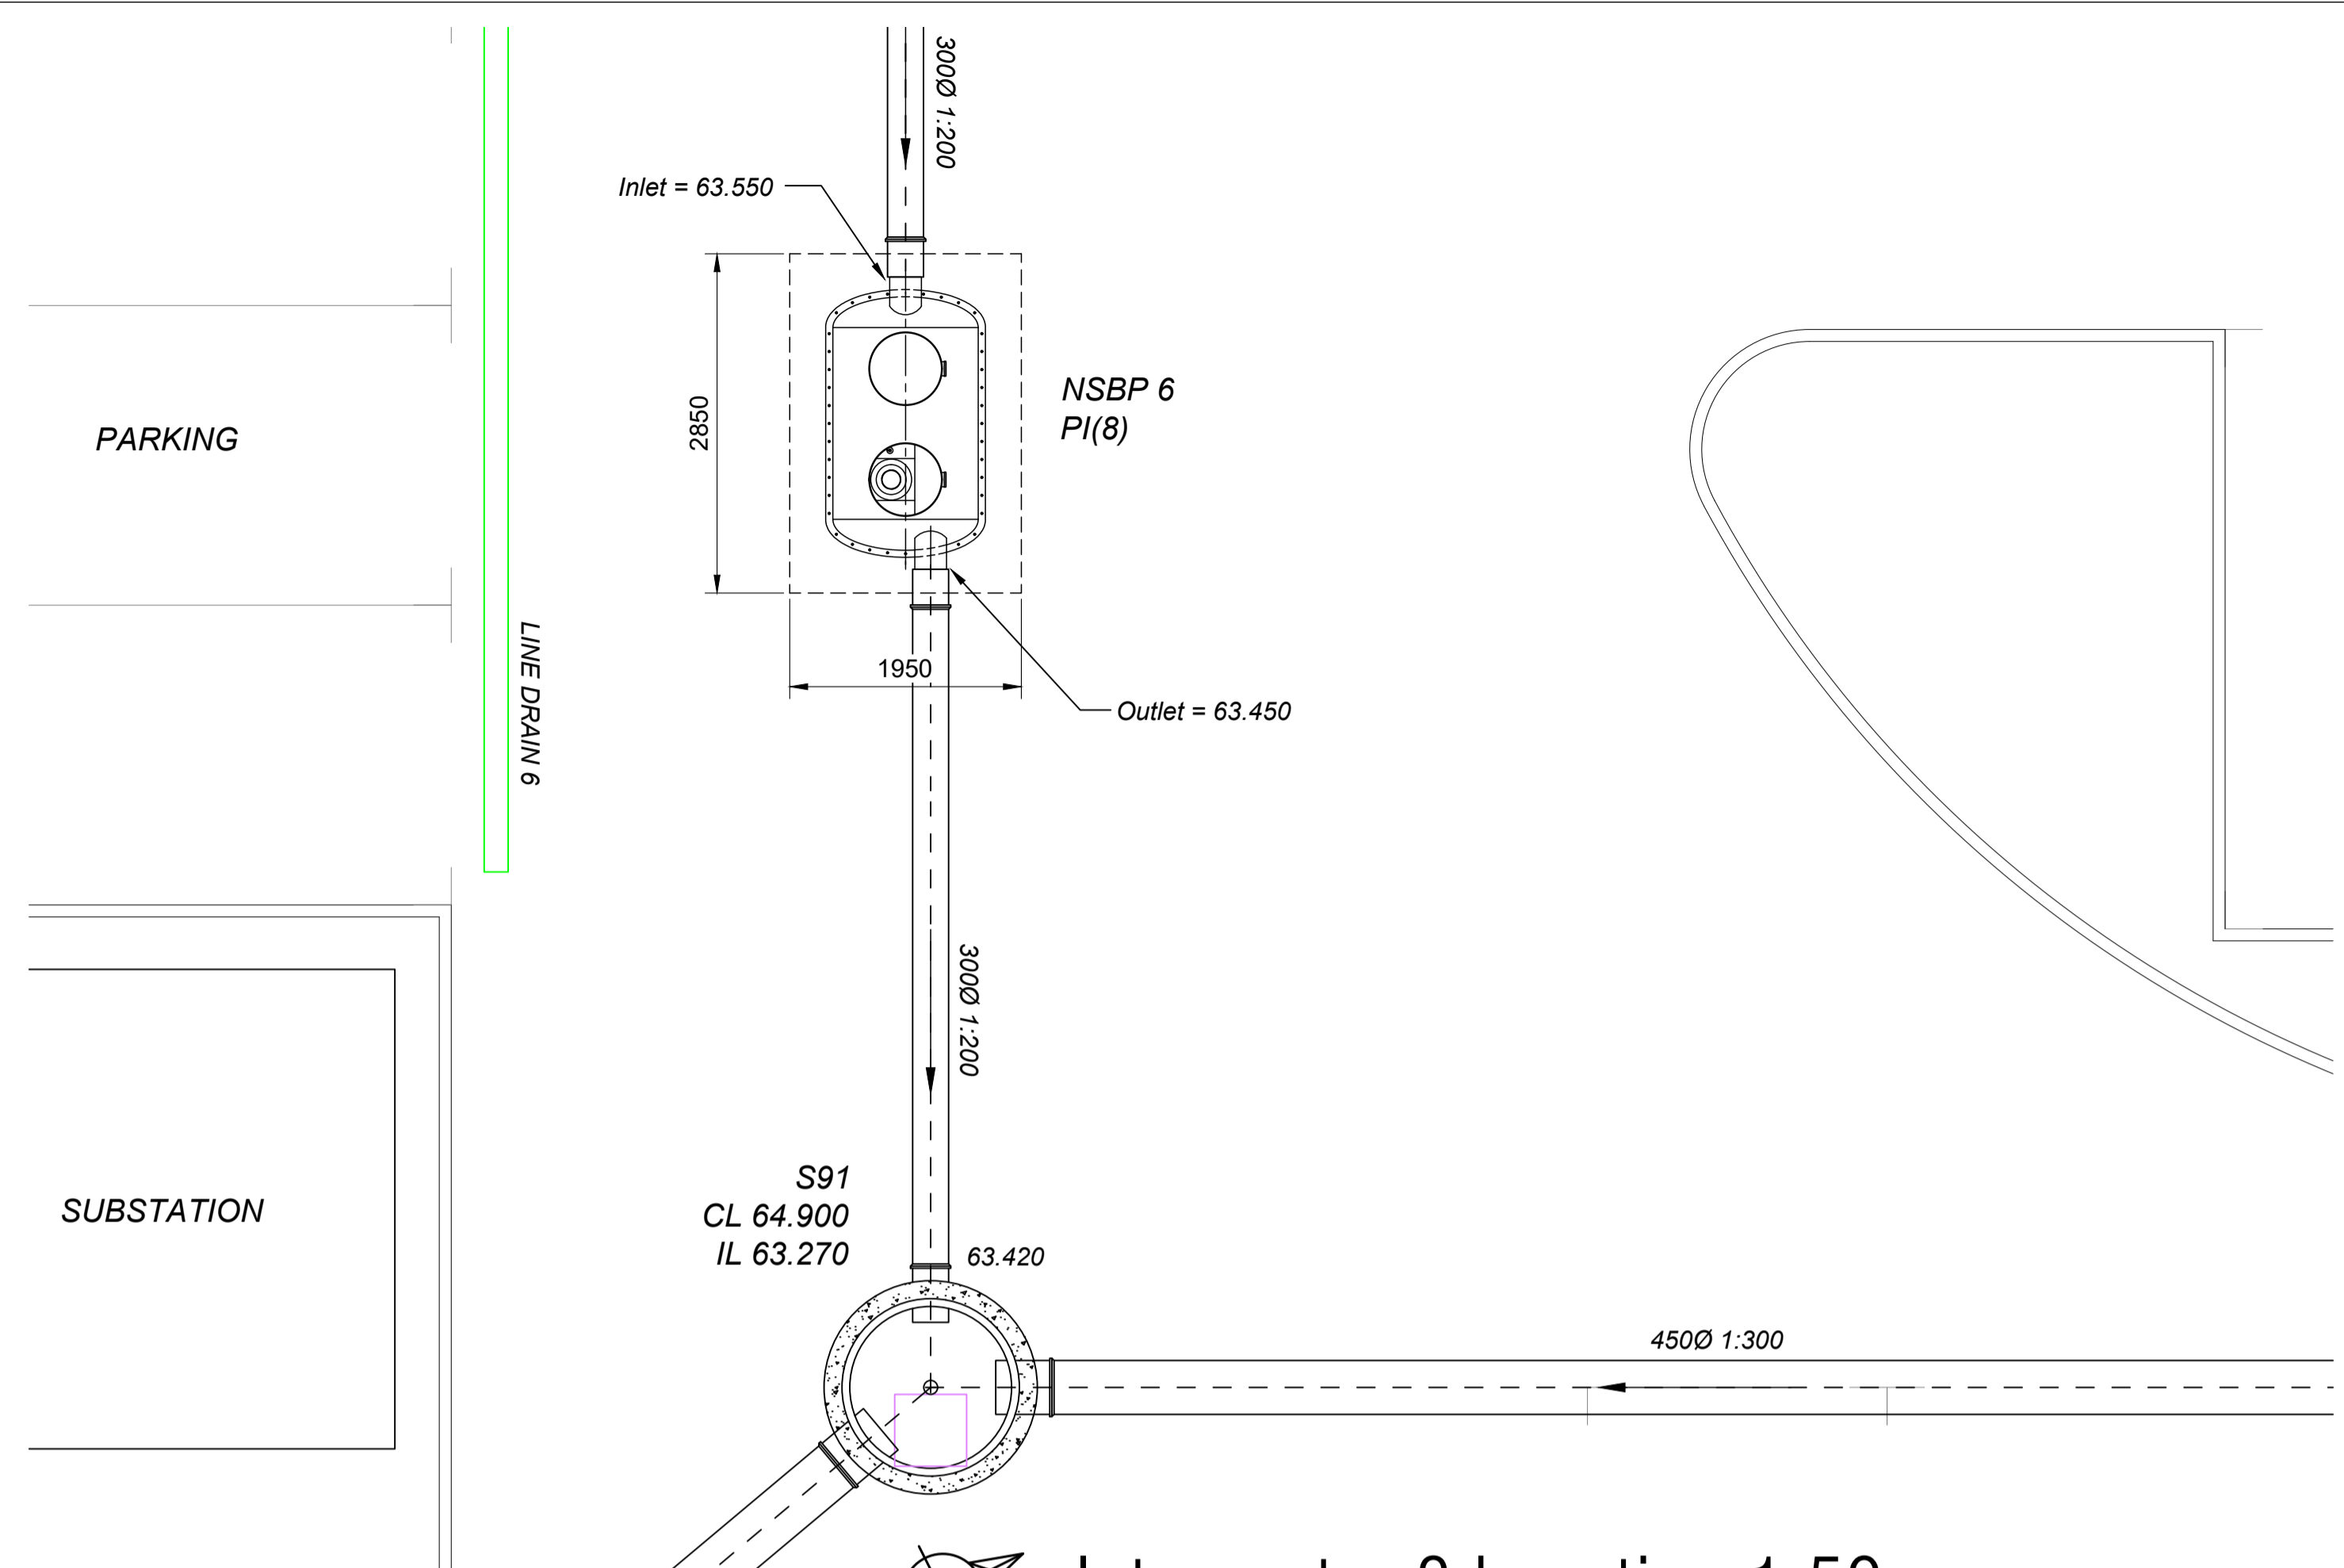 300Ø 1:200
Inlet = 63.550
NSBP 6
PI(8)
2850
PARKING
LINE DRAIN 6
1950
Outlet = 63.450
300Ø 1:200
S91
CL 64.900
IL 63.270
63.420
SUBSTATION
450Ø 1:300